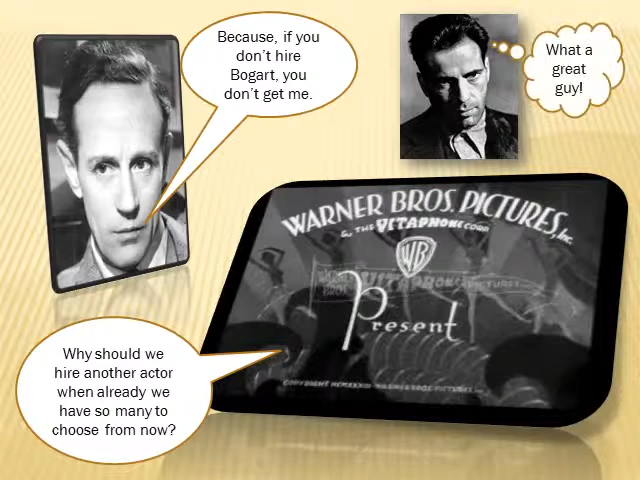 Because, if you
don't hire
Bogart, you
don't get me.
What a
great
guy!
WARNER BROS. PICTURES, Inc.
& THE VITAPHONE CORP.
WB
Present
Why should we
hire another actor
when already we
have so many to
choose from now?